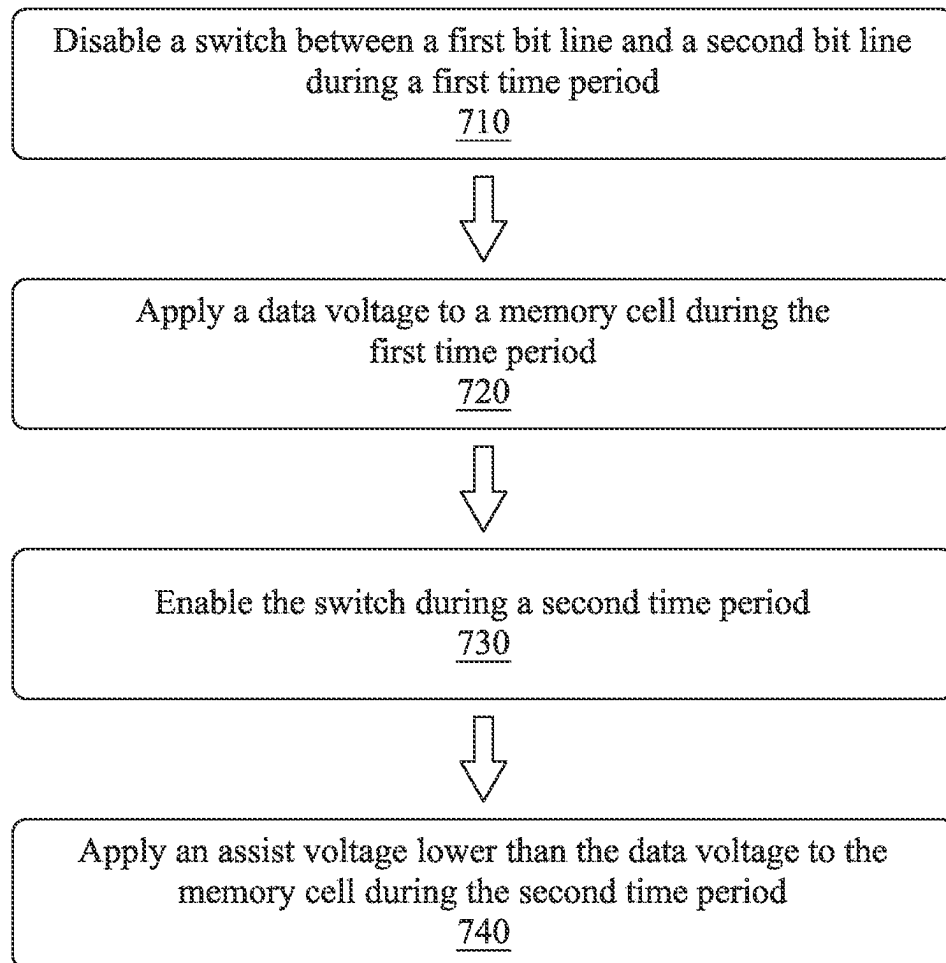 Disable a switch between a first bit line and a second bit line
during a first time period
710
Apply a data voltage to a memory cell during the
first time period
720
Enable the switch during a second time period
730
Apply an assist voltage lower than the data voltage to the
memory cell during the second time period
740